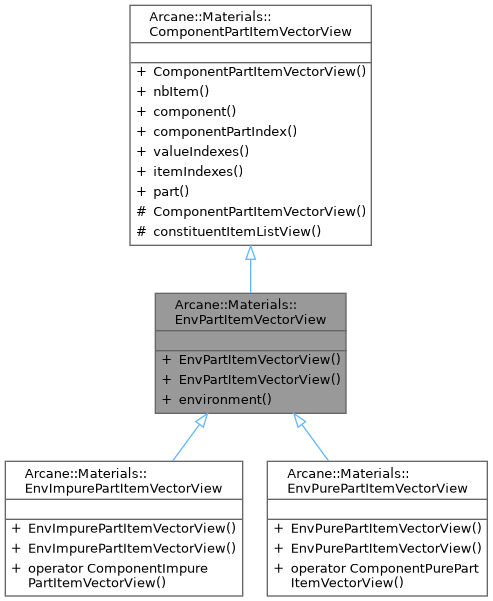 Arcane::Materials::
ComponentPartItemVectorView
+ ComponentPartItemVectorView()
+ nbItem()
+ component()
+ componentPartIndex()
+ valueIndexes()
+ itemIndexes()
+ part()
# ComponentPartItemVectorView()
# constituentItemListView()
Arcane::Materials::
EnvPartItemVectorView
+ EnvPartItemVectorView()
+ EnvPartItemVectorView()
+ environment()
Arcane::Materials::
EnvImpurePartItemVectorView
+ EnvImpurePartItemVectorView()
+ EnvImpurePartItemVectorView()
+ operator ComponentImpure
PartItemVectorView()
Arcane::Materials::
EnvPurePartItemVectorView
+ EnvPurePartItemVectorView()
+ EnvPurePartItemVectorView()
+ operator ComponentPurePart
ItemVectorView()